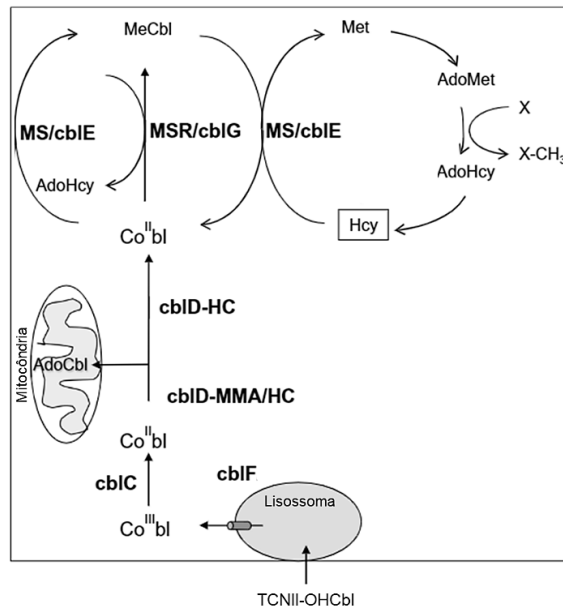 MeCbl
Met
AdoMet
X
MS/cblE
MSR/cblG
MS/cblE
X-CH₃
AdoHcy
AdoHcy
Hcy
Coᴵᴵbl
cblD-HC
Mitocôndria
AdoCbl
cblD-MMA/HC
Coᴵᴵbl
cblC
cblF
Lisossoma
Coᴵᴵᴵbl
TCNII-OHCbl